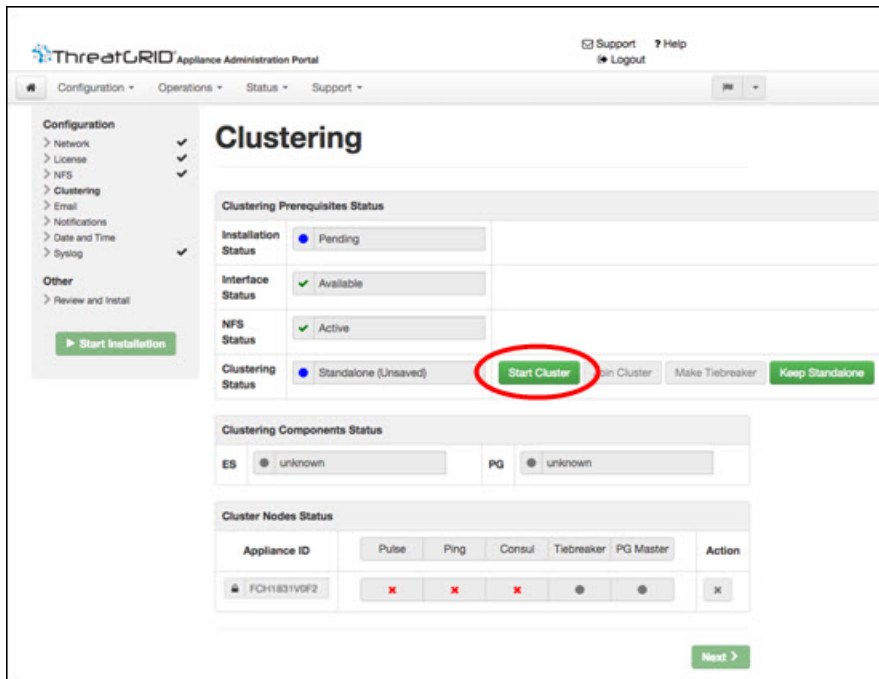 Support ? Help
ThreatGRID Appliance Administration Portal
Logout
Configuration Operations Status Support
Configuration
Network
License
NFS
Clustering
Email
Notifications
Date and Time
Syslog
Other
Review and Install
Start Installation
Clustering
Clustering Prerequisites Status
Installation Status
Pending
Interface Status
Available
NFS Status
Active
Clustering Status
Standalone (Unsaved) Start Cluster Join Cluster Make Tiebreaker Keep Standalone
Clustering Components Status
ES unknown PG unknown
Cluster Nodes Status
Appliance ID Pulse Ping Consul Tiebreaker PG Master Action
FCH1831V0F2
Next